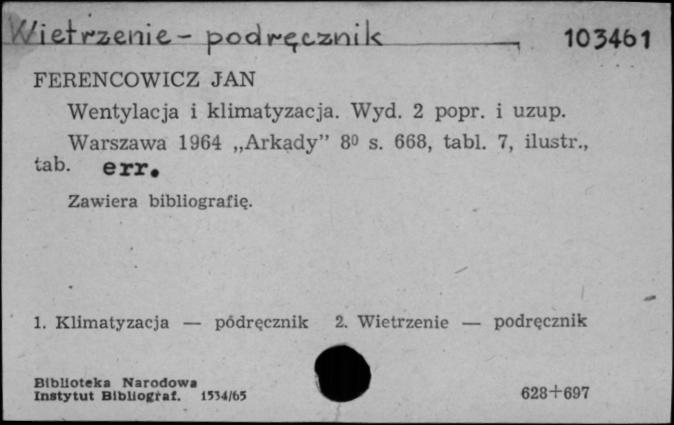 Wietrzenie - podręcznik 103461
FERENCOWICZ JAN
Wentylacja i klimatyzacja. Wyd. 2 popr. i uzup.
Warszawa 1964 „Arkady” 8⁰ s. 668, tabl. 7, ilustr.,
tab. err.
Zawiera bibliografię.
1. Klimatyzacja — pódręcznik 2. Wietrzenie — podręcznik
Biblioteka Narodowa
Instytut Bibliograf. 1534/65
628+697